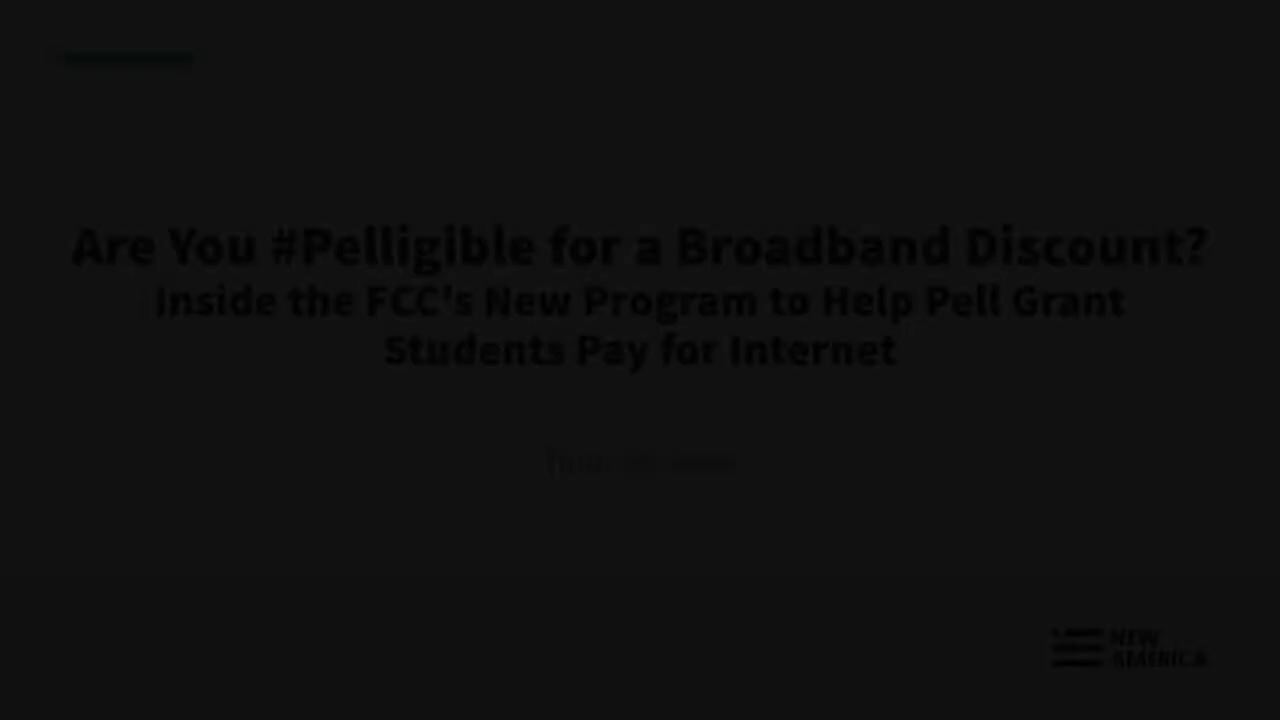 Are You #Pelligible for a Broadband Discount?
Inside the FCC's New Program to Help Pell Grant
Students Pay for Internet
NEW
AMERICA